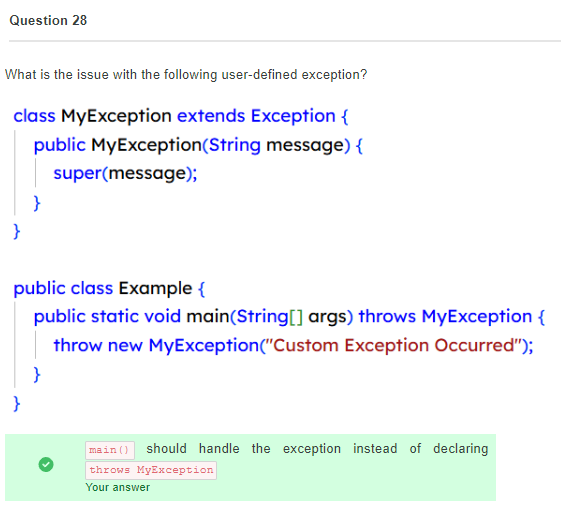 Question 28
What is the issue with the following user-defined exception?
class MyException extends Exception {
public MyException(String message) {
super(message);
}
}
public class Example {
public static void main(String[] args) throws MyException {
throw new MyException("Custom Exception Occurred");
}
}
main() should handle the exception instead of declaring
throws MyException
Your answer